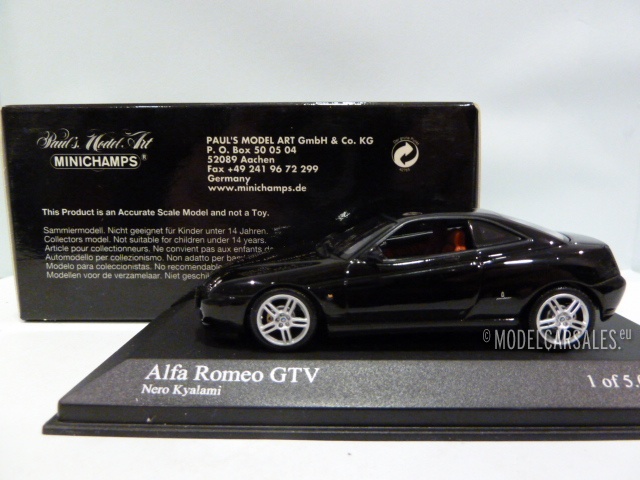 Paul's Model Art
MINICHAMPS®
PAUL'S MODEL ART GmbH & Co. KG
P. O. Box 50 05 04
52089 Aachen
Fax +49 241 96 72 299
Germany
www.minichamps.de
This Product is an Accurate Scale Model and not a Toy.
Sammlermodell. Nicht geeignet für Kinder unter 14 Jahren.
Collectors model. Not suitable for children under 14 years.
Article pour collectionneurs. Ne convient pas aux enfants de
Automodello per collezionismo. Non adatto per bam
Modelo para coleccionistas. No recomendable
Modellen voor de verzamelaar. Niet geschik
© MODELCARSALES.eu
Alfa Romeo GTV
Nero Kyalami
1 of 5.0